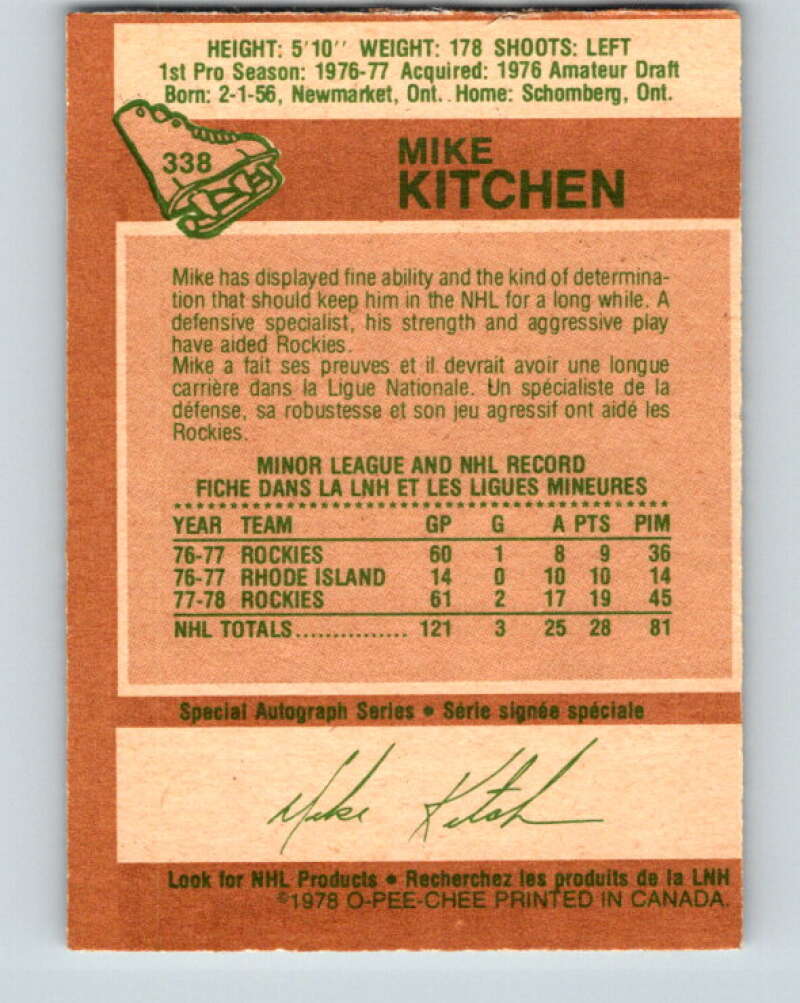 HEIGHT: 5'10'' WEIGHT: 178 SHOOTS: LEFT
1st Pro Season: 1976-77 Acquired: 1976 Amateur Draft
Born: 2-1-56, Newmarket, Ont. Home: Schomberg, Ont.
338
MIKE
KITCHEN
Mike has displayed fine ability and the kind of determina-
tion that should keep him in the NHL for a long while. A
defensive specialist, his strength and aggressive play
have aided Rockies.
Mike a fait ses preuves et il devrait avoir une longue
carrière dans la Ligue Nationale. Un spécialiste de la
défense, sa robustesse et son jeu agressif ont aidé les
Rockies.
MINOR LEAGUE AND NHL RECORD
FICHE DANS LA LNH ET LES LIGUES MINEURES
YEAR TEAM GP G A PTS PIM
76-77 ROCKIES 60 1 8 9 36
76-77 RHODE ISLAND 14 0 10 10 14
77-78 ROCKIES 61 2 17 19 45
NHL TOTALS............... 121 3 25 28 81
Special Autograph Series • Série signée spéciale
Mike Kitchen
Look for NHL Products • Recherchez les produits de la LNH
©1978 O-PEE-CHEE PRINTED IN CANADA.